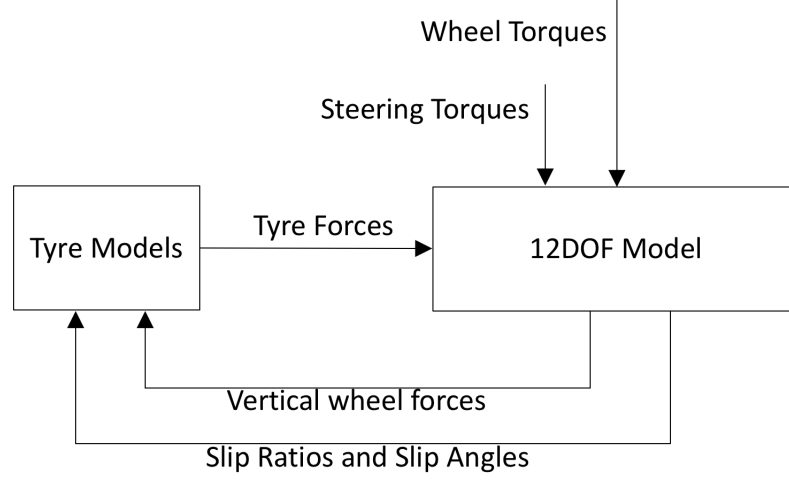 Wheel Torques
Steering Torques
Tyre Forces
Tyre Models
12DOF Model
Vertical wheel forces
Slip Ratios and Slip Angles